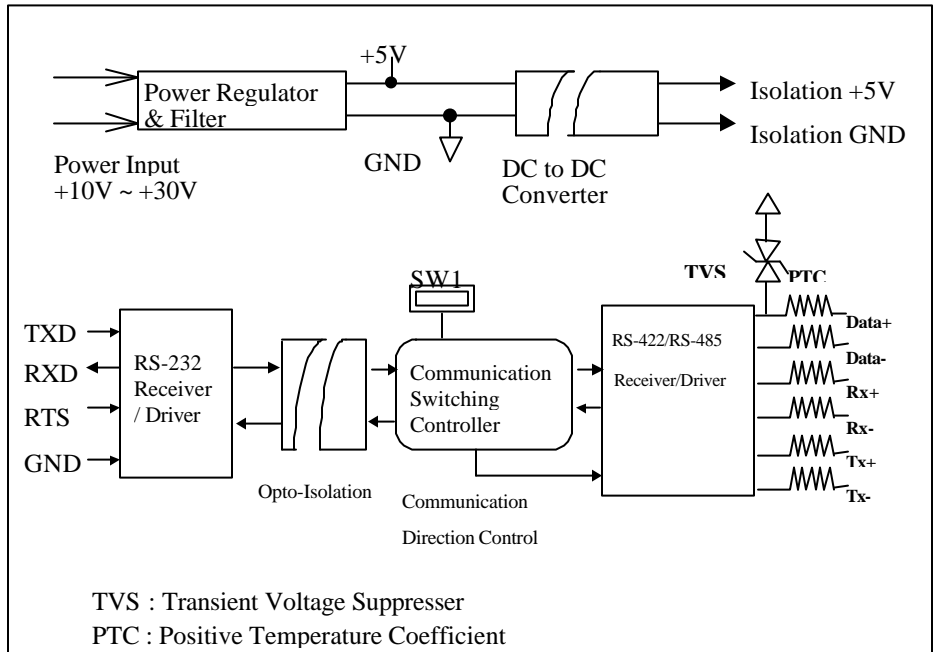 +5V
Power Regulator
& Filter
Isolation +5V
Isolation GND
GND
Power Input
+10V ~ +30V
DC to DC
Converter
TVS
PTC
SW1
TXD
RXD
RTS
GND
RS-232
Receiver
/ Driver
Communication
Switching
Controller
RS-422/RS-485
Receiver/Driver
Data+
Data-
Rx+
Rx-
Tx+
Tx-
Opto-Isolation
Communication
Direction Control
TVS : Transient Voltage Suppresser
PTC : Positive Temperature Coefficient